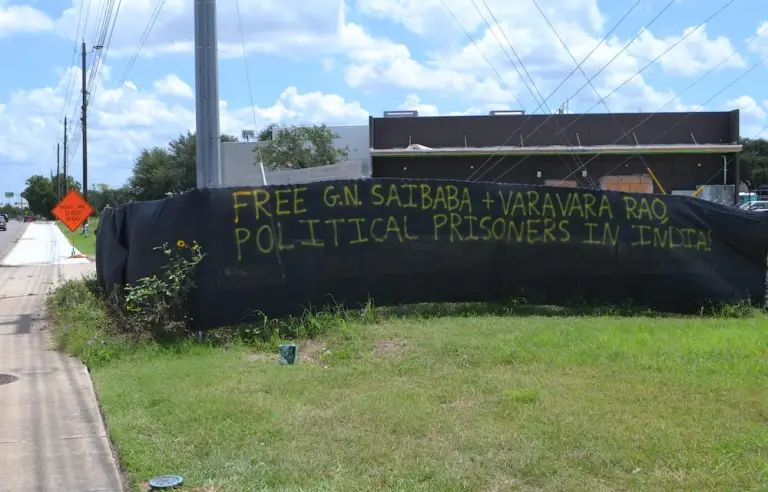 FREE G.N. SAIBABA + VARAVARA RAO,
POLITICAL PRISONERS IN INDIA!